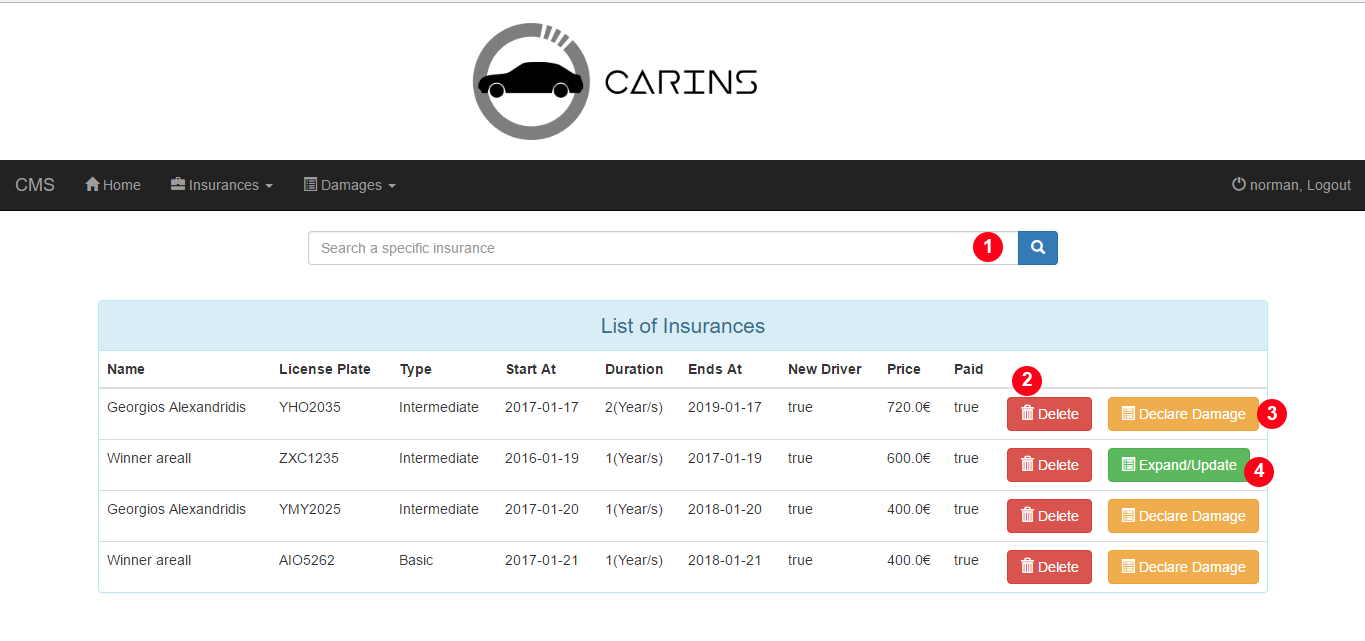 CARINS
CMS Home Insurances Damages norman, Logout
Search a specific insurance 1
List of Insurances
Name License Plate Type Start At Duration Ends At New Driver Price Paid
2
Georgios Alexandridis YHO2035 Intermediate 2017-01-17 2(Year/s) 2019-01-17 true 720.0€ true Delete Declare Damage 3
Winner areall ZXC1235 Intermediate 2016-01-19 1(Year/s) 2017-01-19 true 600.0€ true Delete Expand/Update 4
Georgios Alexandridis YMY2025 Intermediate 2017-01-20 1(Year/s) 2018-01-20 true 400.0€ true Delete Declare Damage
Winner areall AIO5262 Basic 2017-01-21 1(Year/s) 2018-01-21 true 400.0€ true Delete Declare Damage